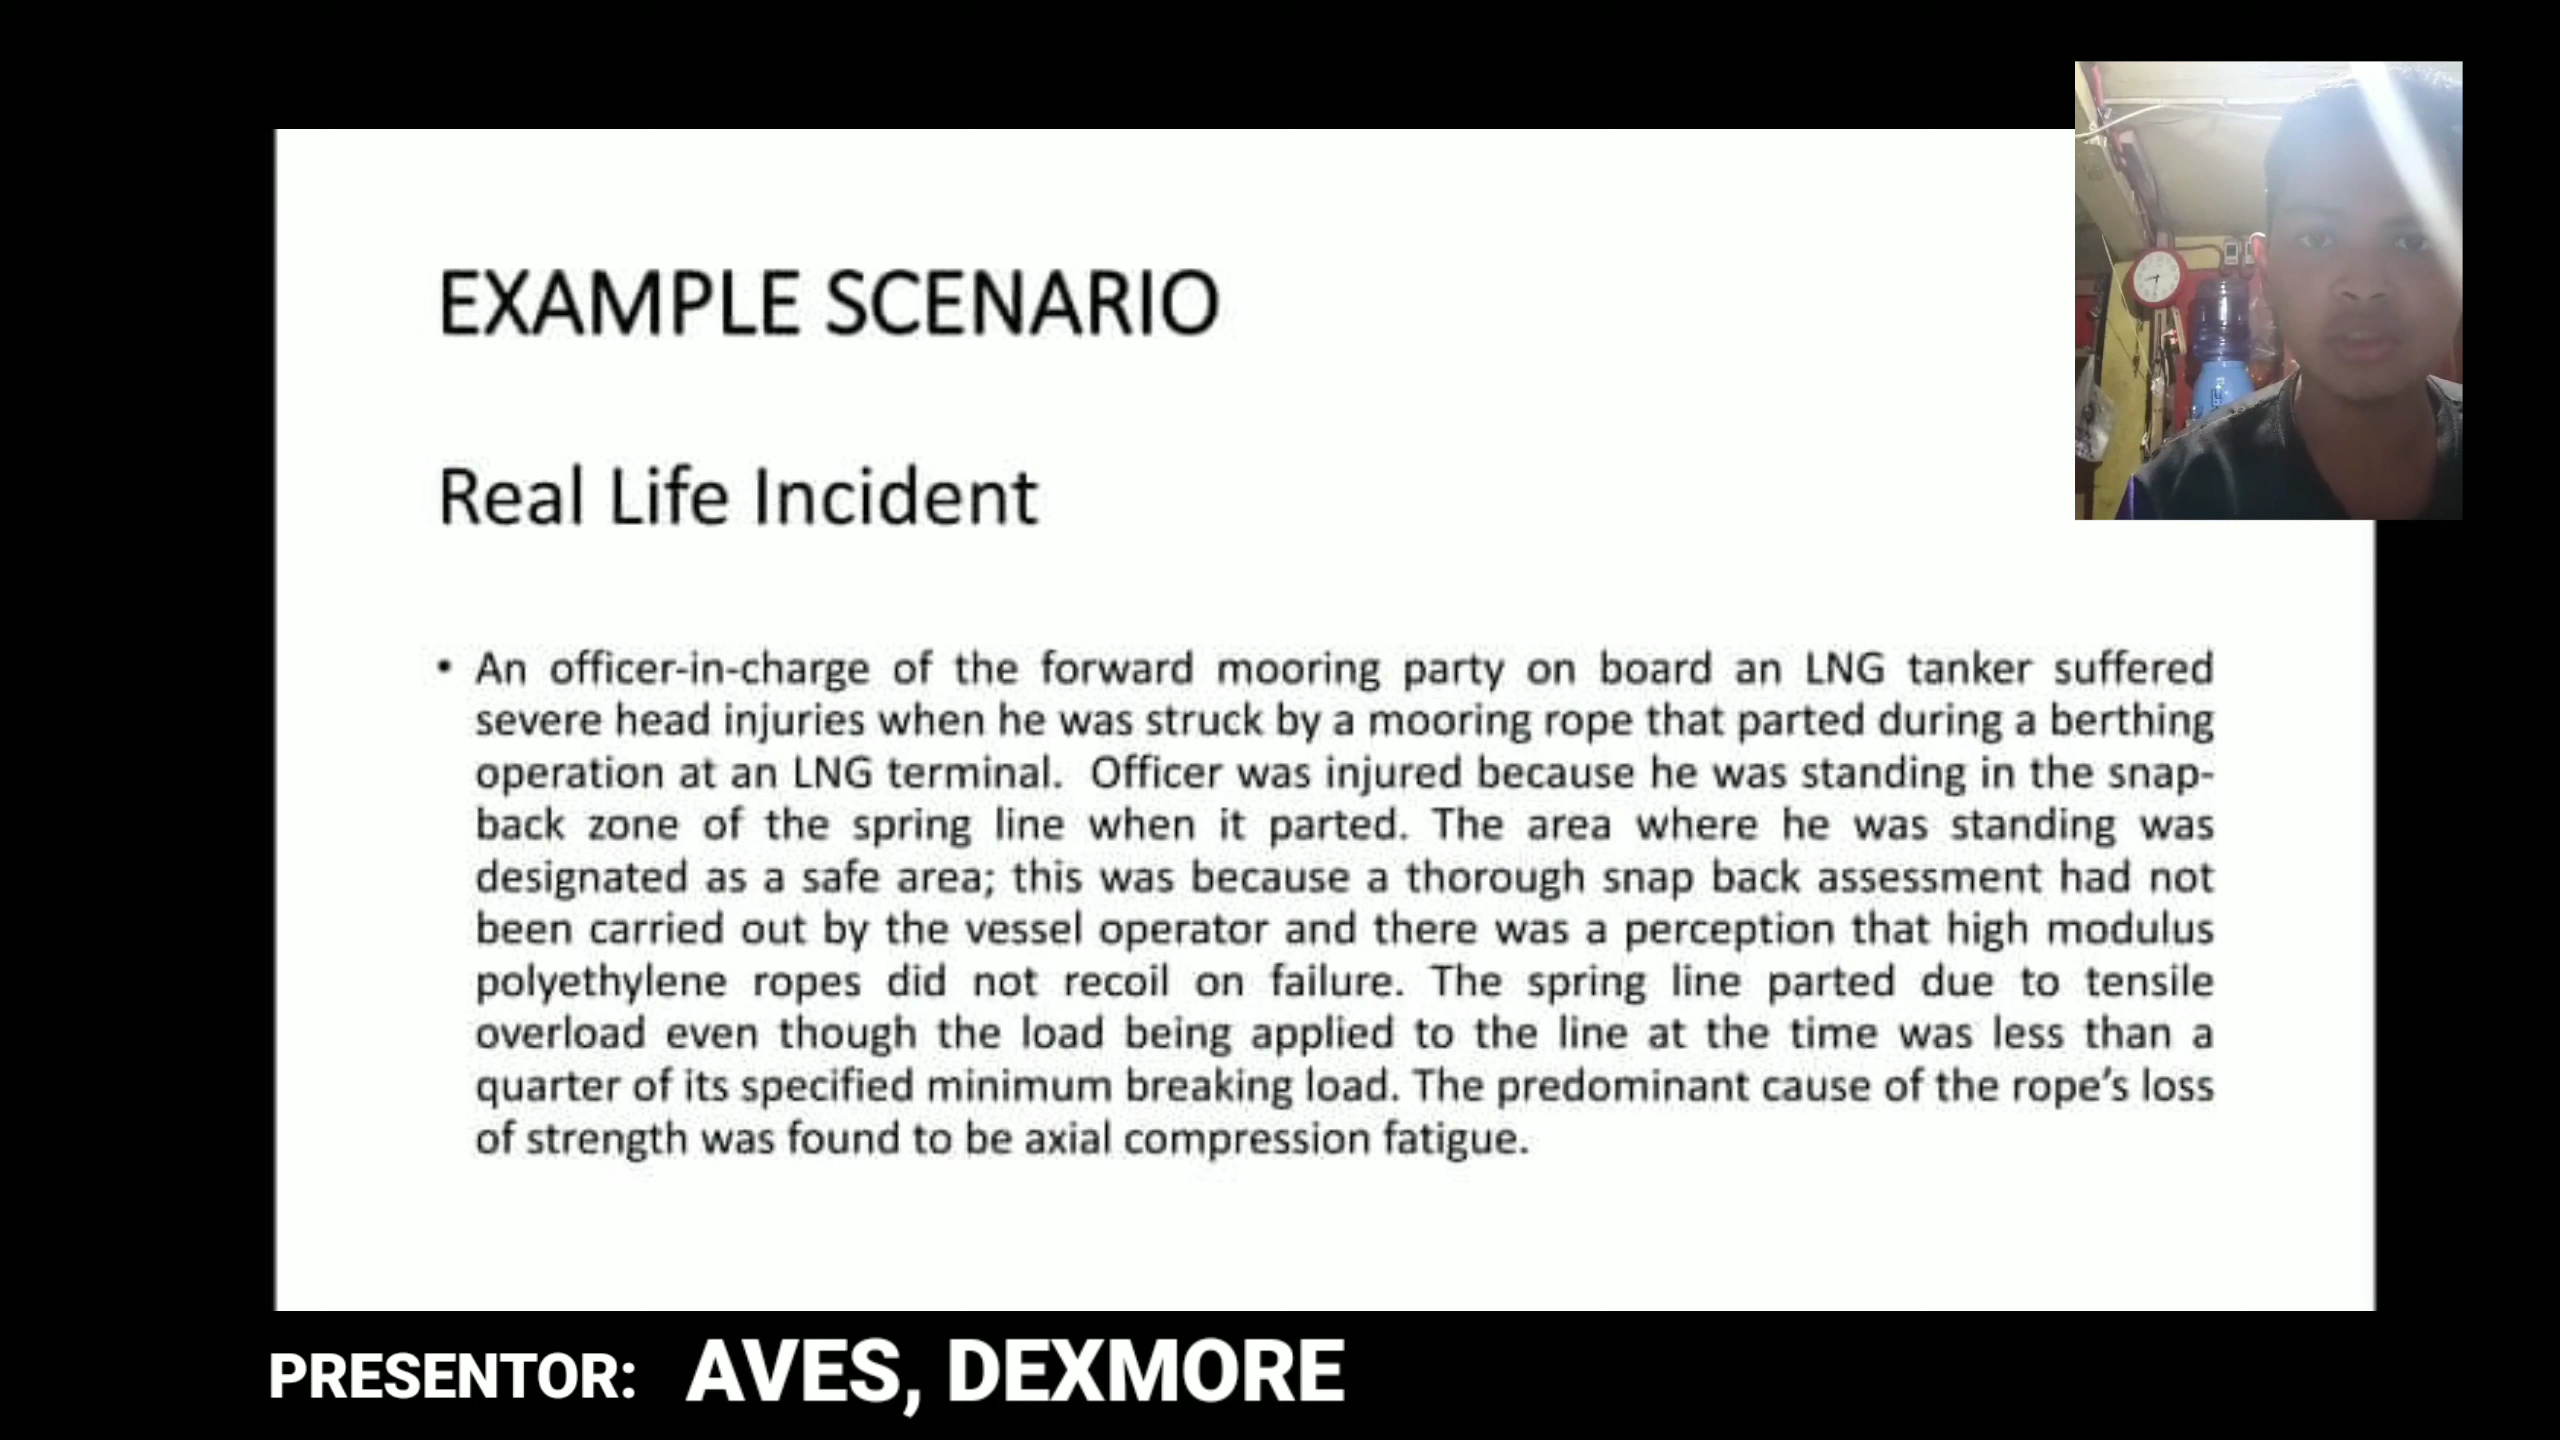 EXAMPLE SCENARIO
Real Life Incident
• An officer-in-charge of the forward mooring party on board an LNG tanker suffered
severe head injuries when he was struck by a mooring rope that parted during a berthing
operation at an LNG terminal.  Officer was injured because he was standing in the snap-
back zone of the spring line when it parted. The area where he was standing was
designated as a safe area; this was because a thorough snap back assessment had not
been carried out by the vessel operator and there was a perception that high modulus
polyethylene ropes did not recoil on failure. The spring line parted due to tensile
overload even though the load being applied to the line at the time was less than a
quarter of its specified minimum breaking load. The predominant cause of the rope’s loss
of strength was found to be axial compression fatigue.
PRESENTOR: AVES, DEXMORE